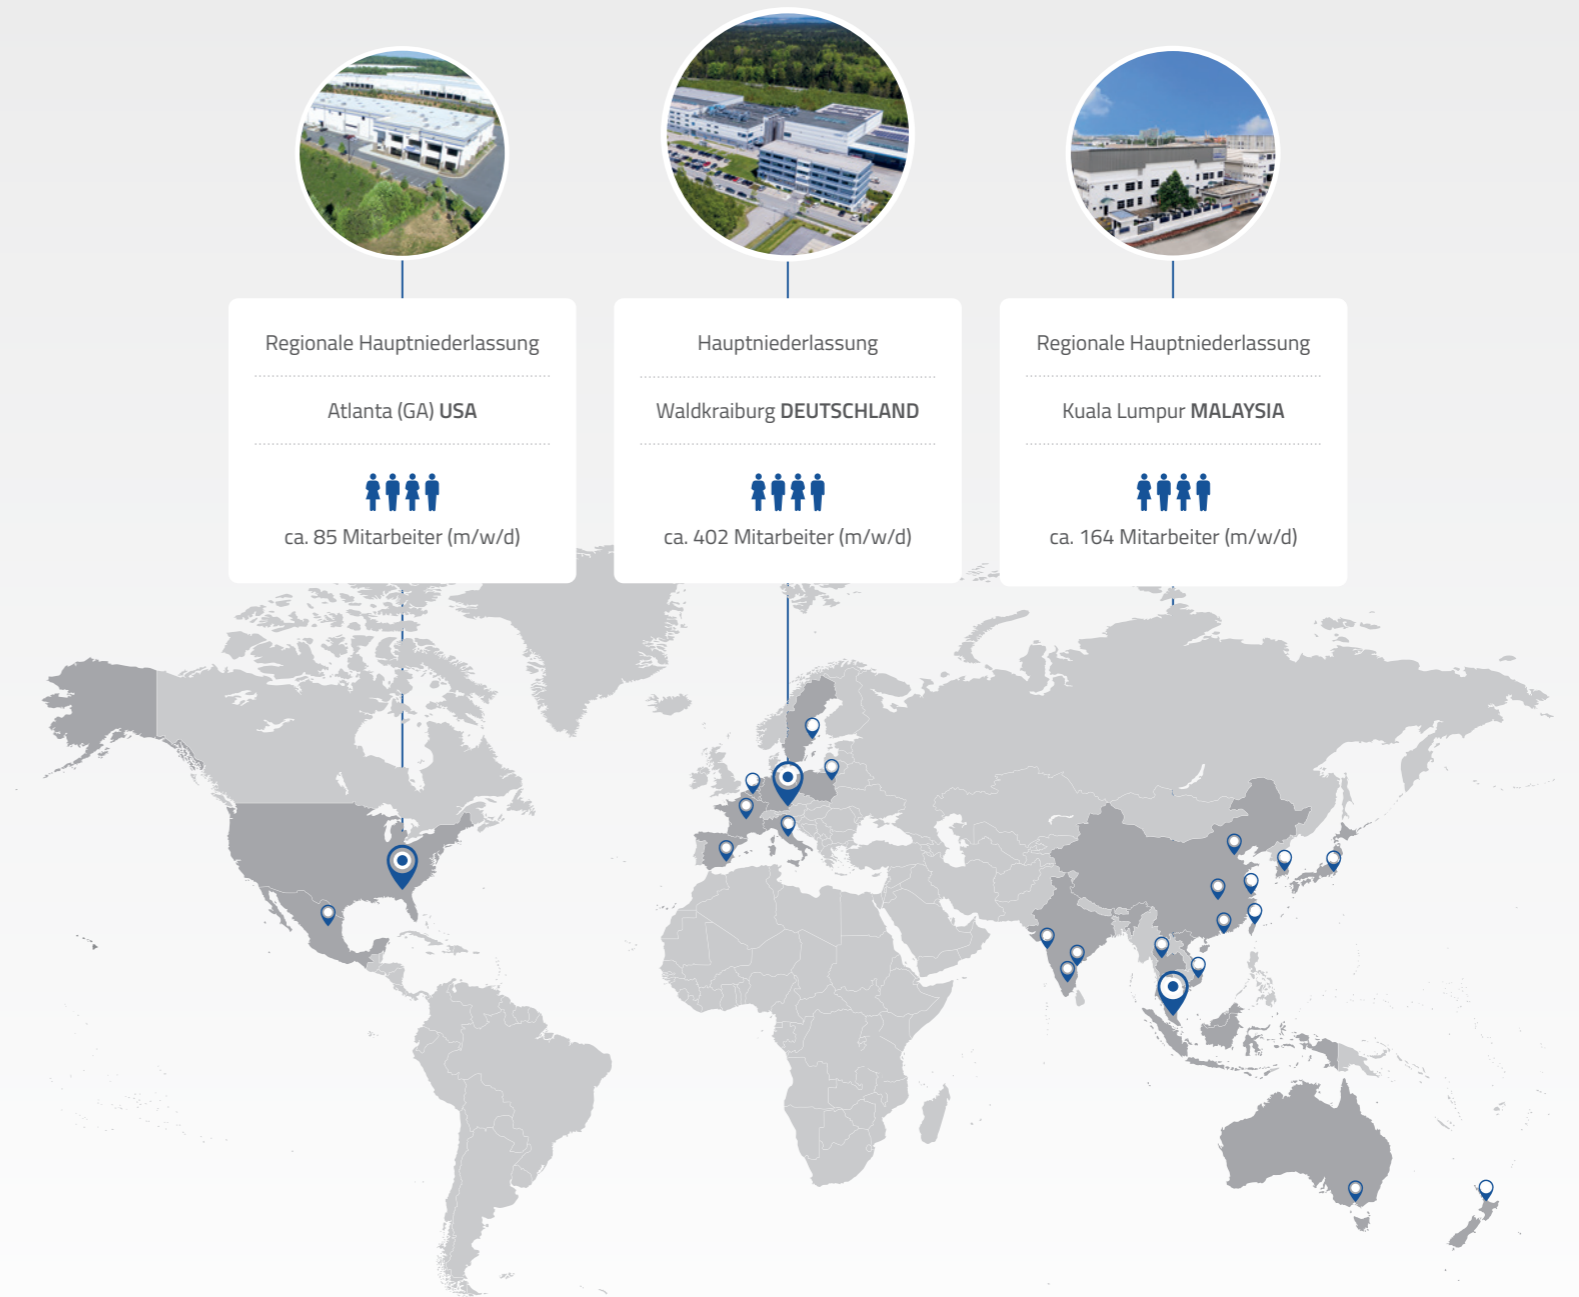 Regionale Hauptniederlassung
Atlanta (GA) USA
ca. 85 Mitarbeiter (m/w/d)
Hauptniederlassung
Waldkraiburg DEUTSCHLAND
ca. 402 Mitarbeiter (m/w/d)
Regionale Hauptniederlassung
Kuala Lumpur MALAYSIA
ca. 164 Mitarbeiter (m/w/d)